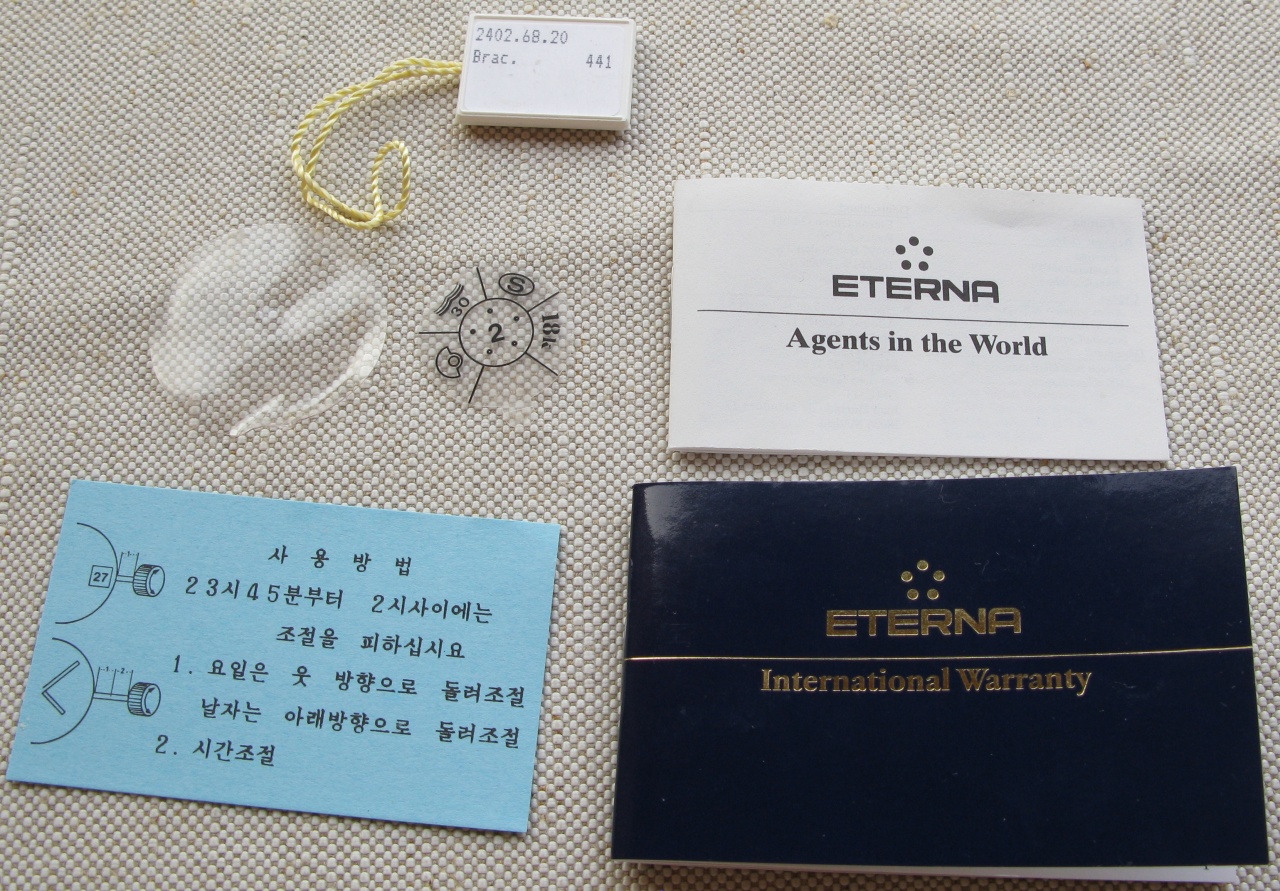 2402.68.20
Brac. 441
30
S
18k
2
ETERNA
Agents in the World
사 용 방 법
23시45분부터 2시사이에는
조절을 피하십시요
1. 요일은 웃 방향으로 돌려조절
날자는 아래방향으로 돌려조절
2. 시간조절
27
1
1 2
ETERNA
International Warranty